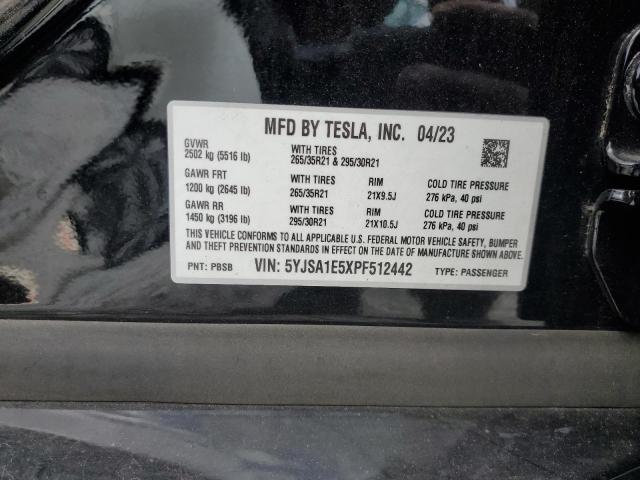 MFD BY TESLA, INC. 04/23
GVWR
2502 kg (5516 lb)
WITH TIRES
265/35R21 & 295/30R21
GAWR FRT
1200 kg (2645 lb)
WITH TIRES
265/35R21
RIM
21X9.5J
COLD TIRE PRESSURE
276 kPa, 40 psi
GAWR RR
1450 kg (3196 lb)
WITH TIRES
295/30R21
RIM
21X10.5J
COLD TIRE PRESSURE
276 kPa, 40 psi
THIS VEHICLE CONFORMS TO ALL APPLICABLE U.S. FEDERAL MOTOR VEHICLE SAFETY, BUMPER
AND THEFT PREVENTION STANDARDS IN EFFECT ON THE DATE OF MANUFACTURE SHOWN ABOVE.
PNT: PBSB VIN: 5YJSA1E5XPF512442 TYPE: PASSENGER